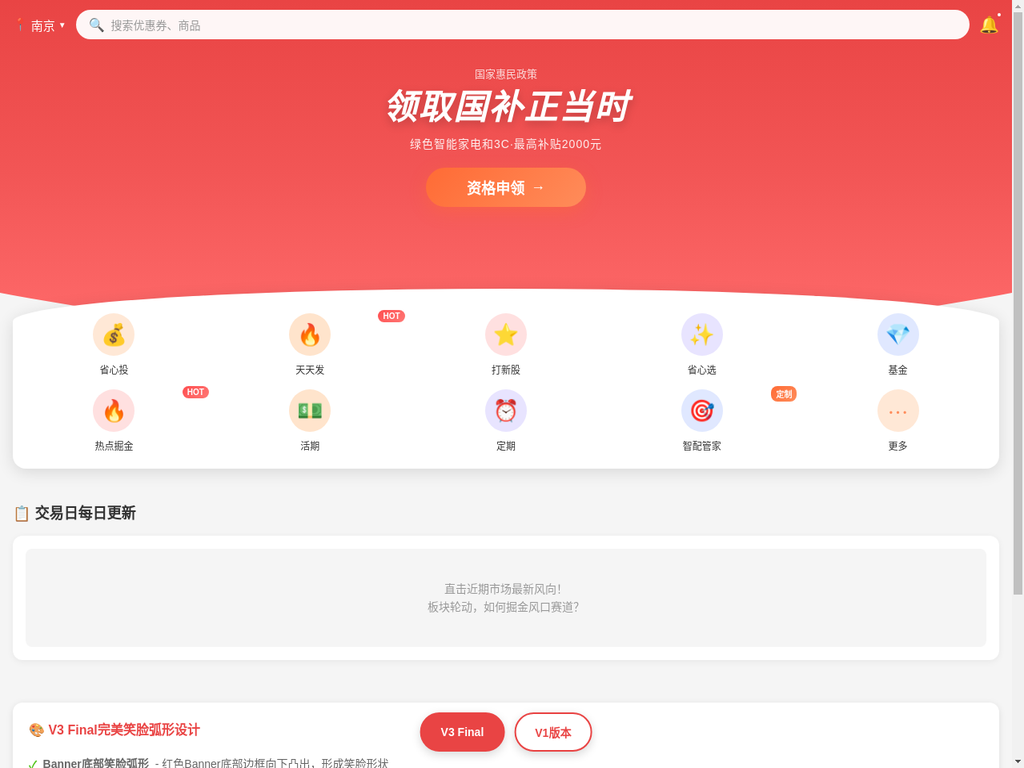 南京 ▼
搜索优惠券、商品
国家惠民政策
领取国补正当时
绿色智能家电和3C·最高补贴2000元
资格申领 →
省心投
天天发
HOT
打新股
省心选
基金
热点掘金
HOT
活期
定期
智配管家
定制
更多
交易日每日更新
直击近期市场最新风向!
板块轮动，如何掘金风口赛道?
V3 Final完美笑脸弧形设计
V3 Final
V1版本
✓ Banner底部笑脸弧形 - 红色Banner底部边框向下凸出，形成笑脸形状